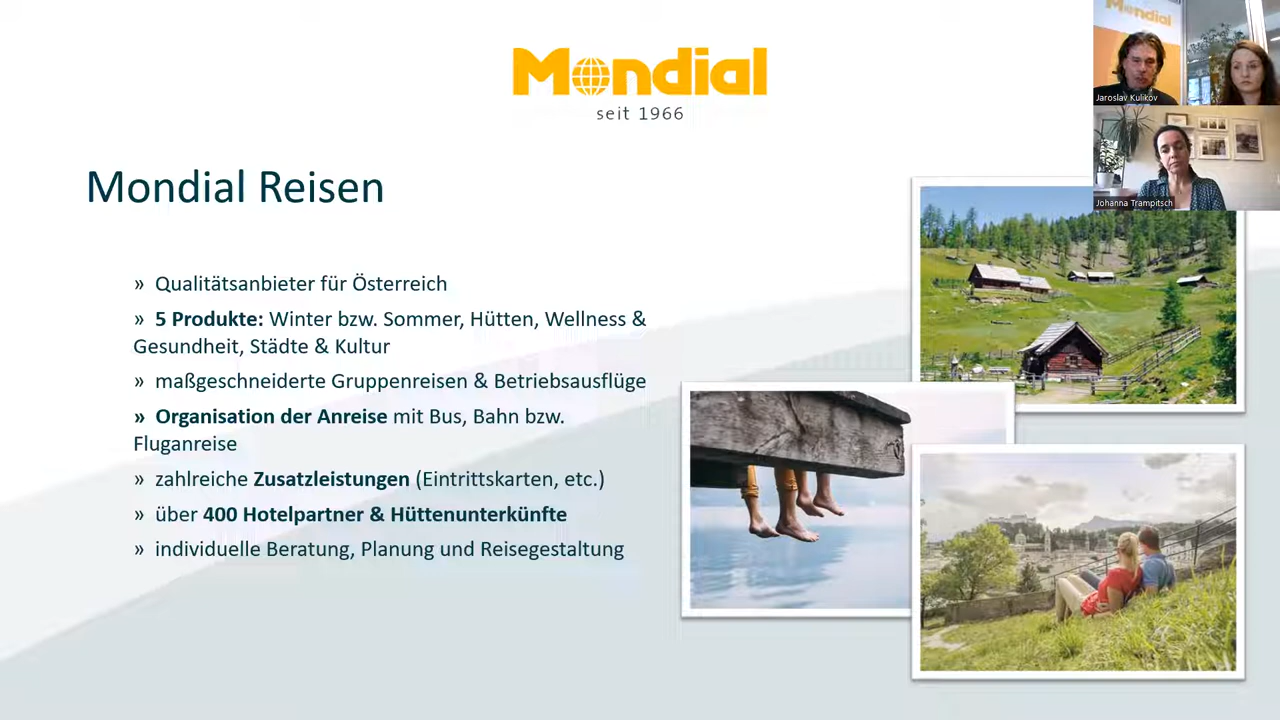 Mondial
seit 1966
Mondial
Jaroslav Kulikov
Johanna Trampitsch
Mondial Reisen
» Qualitätsanbieter für Österreich
» 5 Produkte: Winter bzw. Sommer, Hütten, Wellness &
Gesundheit, Städte & Kultur
» maßgeschneiderte Gruppenreisen & Betriebsausflüge
» Organisation der Anreise mit Bus, Bahn bzw.
Fluganreise
» zahlreiche Zusatzleistungen (Eintrittskarten, etc.)
» über 400 Hotelpartner & Hüttenunterkünfte
» individuelle Beratung, Planung und Reisegestaltung